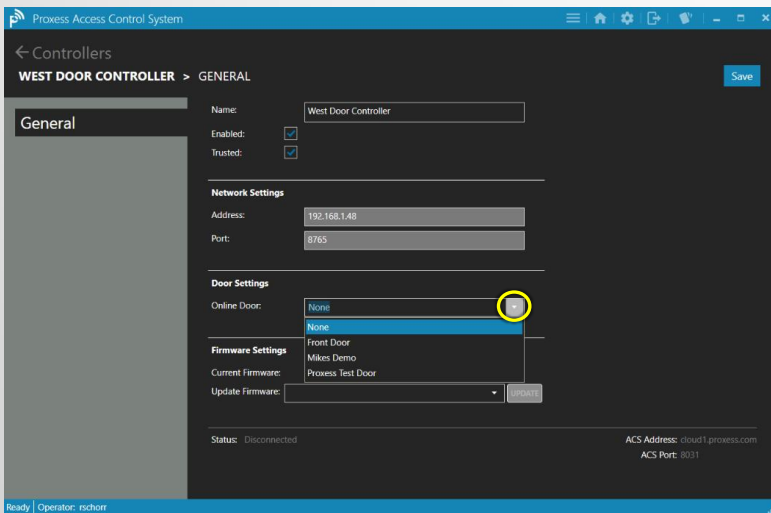 Proxess Access Control System
Controllers
WEST DOOR CONTROLLER > GENERAL
Save
General
Name: West Door Controller
Enabled:
Trusted:
Network Settings
Address: 192.168.1.48
Port: 8765
Door Settings
Online Door: None
None
Front Door
Mikes Demo
Proxess Test Door
Firmware Settings
Current Firmware:
Update Firmware: UPDATE
Status: Disconnected
ACS Address: cloud1.proxess.com
ACS Port: 8031
Ready Operator: rschorr